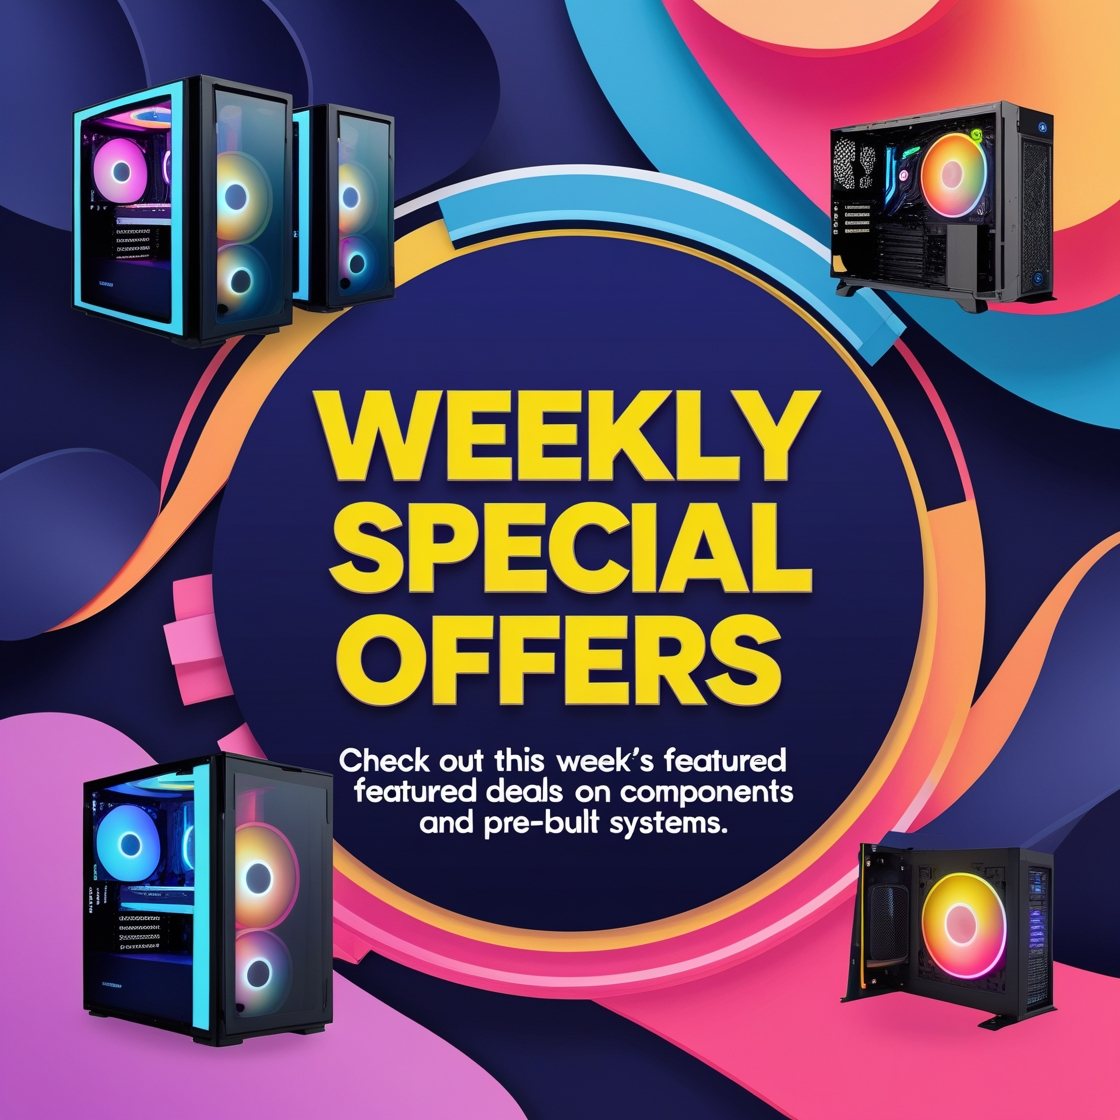 WEEKLY
SPECIAL
OFFERS
Check out this week's featured
featured deals on components
and pre-bult systems.